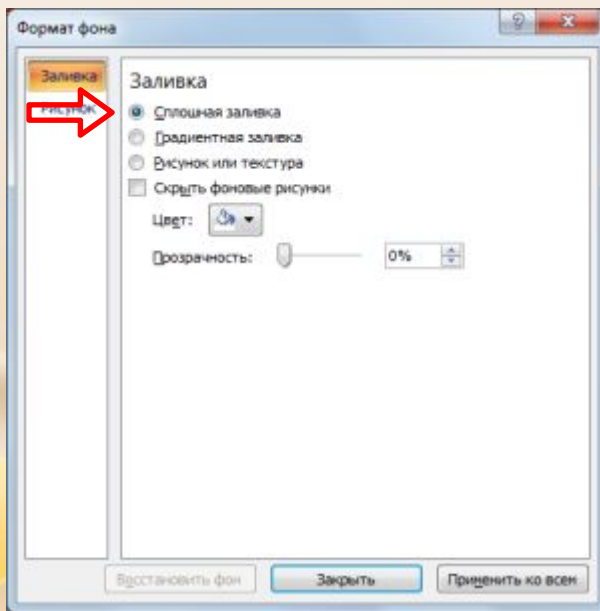 Формат фона
Заливка
Рисунок
Заливка
Сплошная заливка
Градиентная заливка
Рисунок или текстура
Скрыть фоновые рисунки
Цвет:
Прозрачность: 0%
Восстановить фон
Закрыть
Применить ко всем